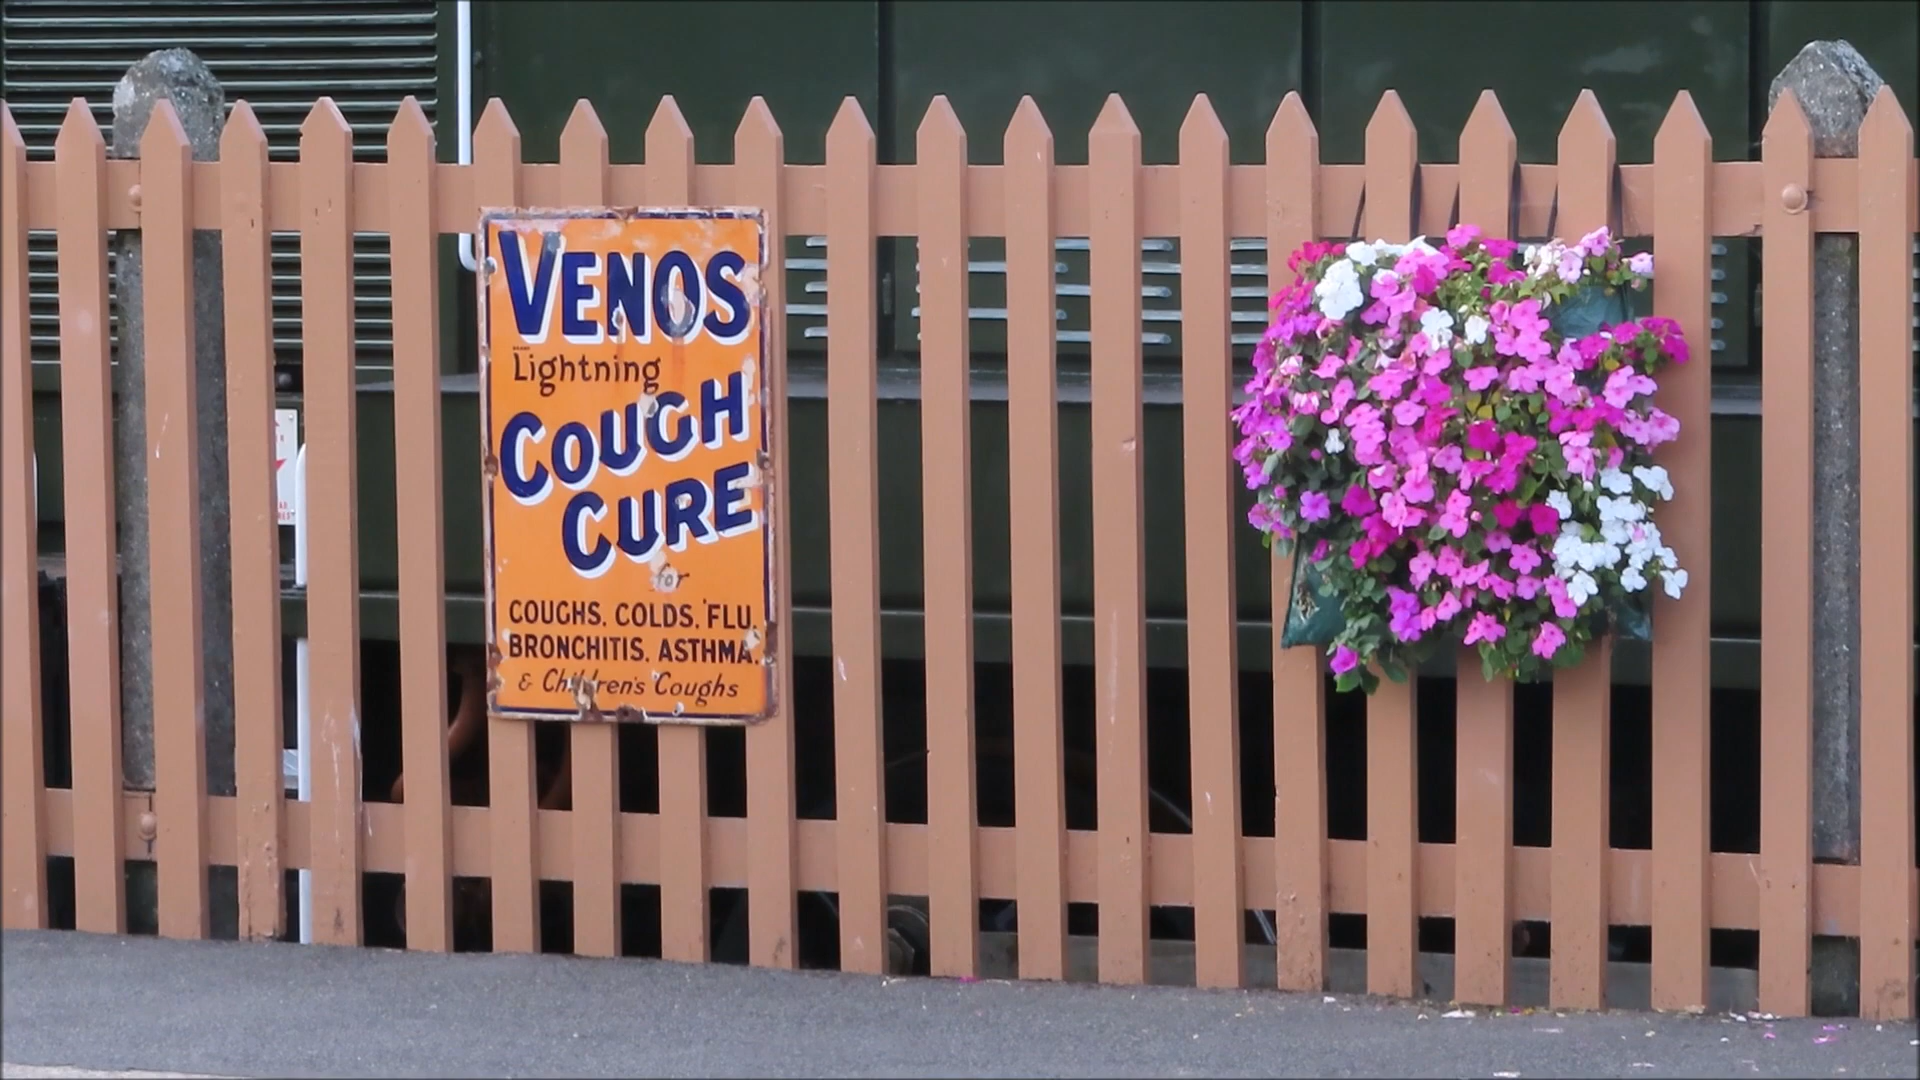 VENOS
Lightning
COUGH
CURE
for
COUGHS, COLDS, 'FLU,
BRONCHITIS, ASTHMA,
& Children's Coughs